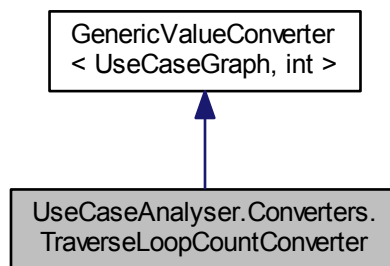 GenericValueConverter
< UseCaseGraph, int >
UseCaseAnalyser.Converters.
TraverseLoopCountConverter